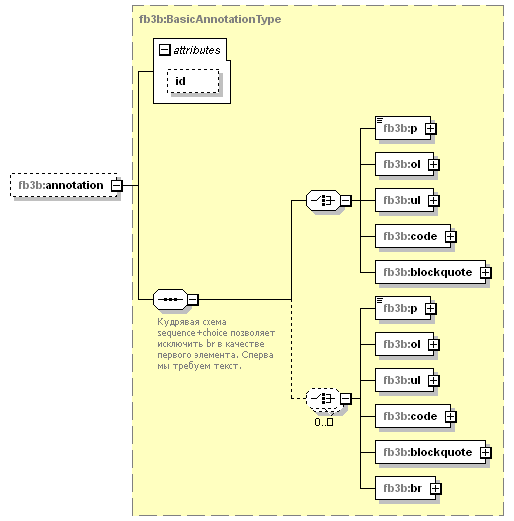 fb3b:BasicAnnotationType
attributes
id
fb3b:p
fb3b:ol
fb3b:annotation
fb3b:ul
fb3b:code
fb3b:blockquote
Кудрявая схема
sequence+choice позволяет
исключить br в качестве
первого элемента. Сперва
мы требуем текст.
fb3b:p
fb3b:ol
fb3b:ul
0..
fb3b:code
fb3b:blockquote
fb3b:br